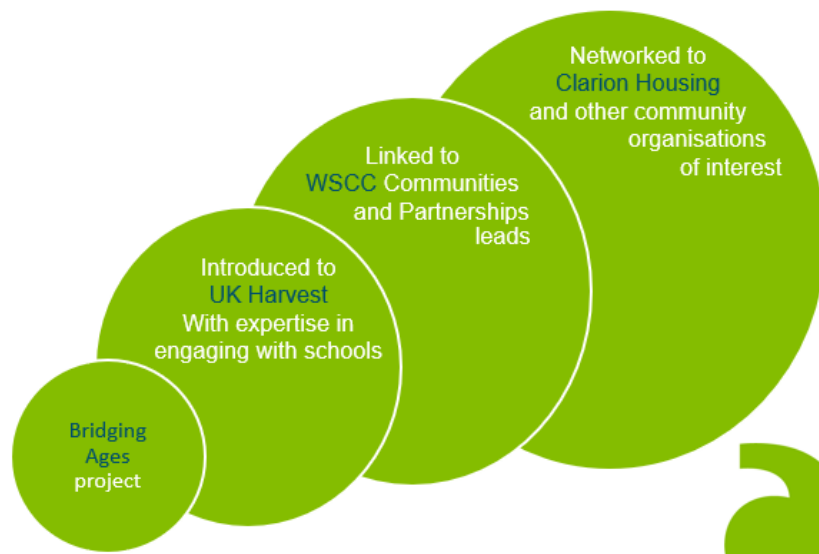 Networked to
Clarion Housing
and other community
organisations
of interest
Linked to
WSCC Communities
and Partnerships
leads
Introduced to
UK Harvest
With expertise in
engaging with schools
Bridging
Ages
project